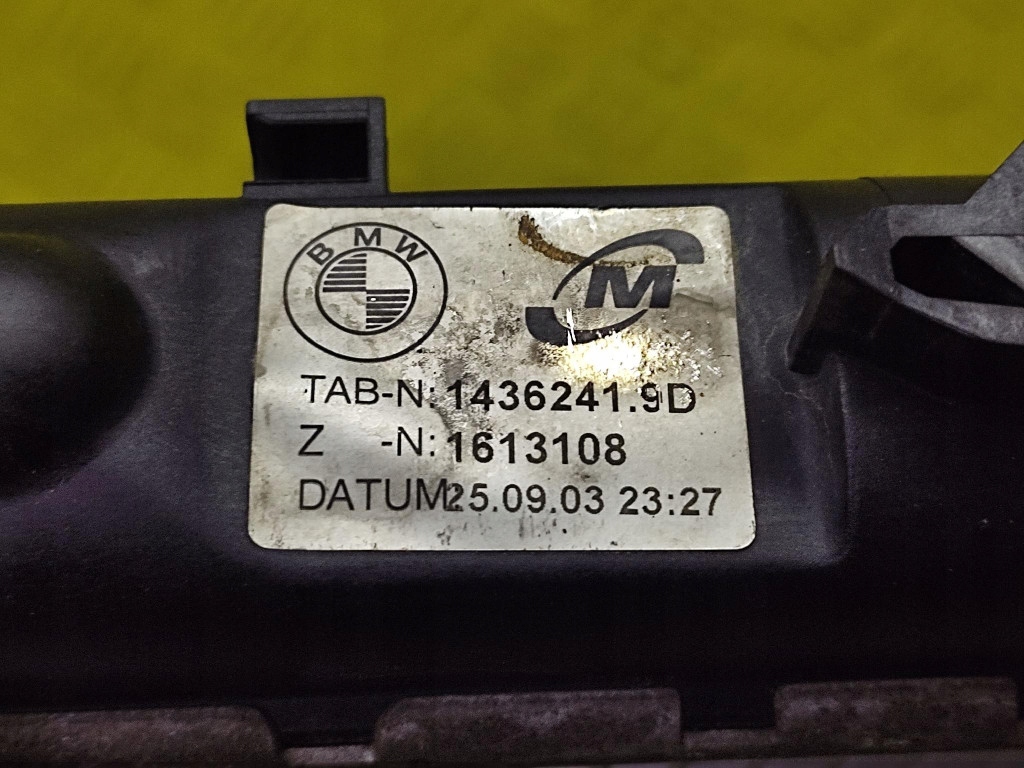 BMW
M
TAB-N: 1436241.9D
Z -N: 1613108
DATUM: 25.09.03 23:27